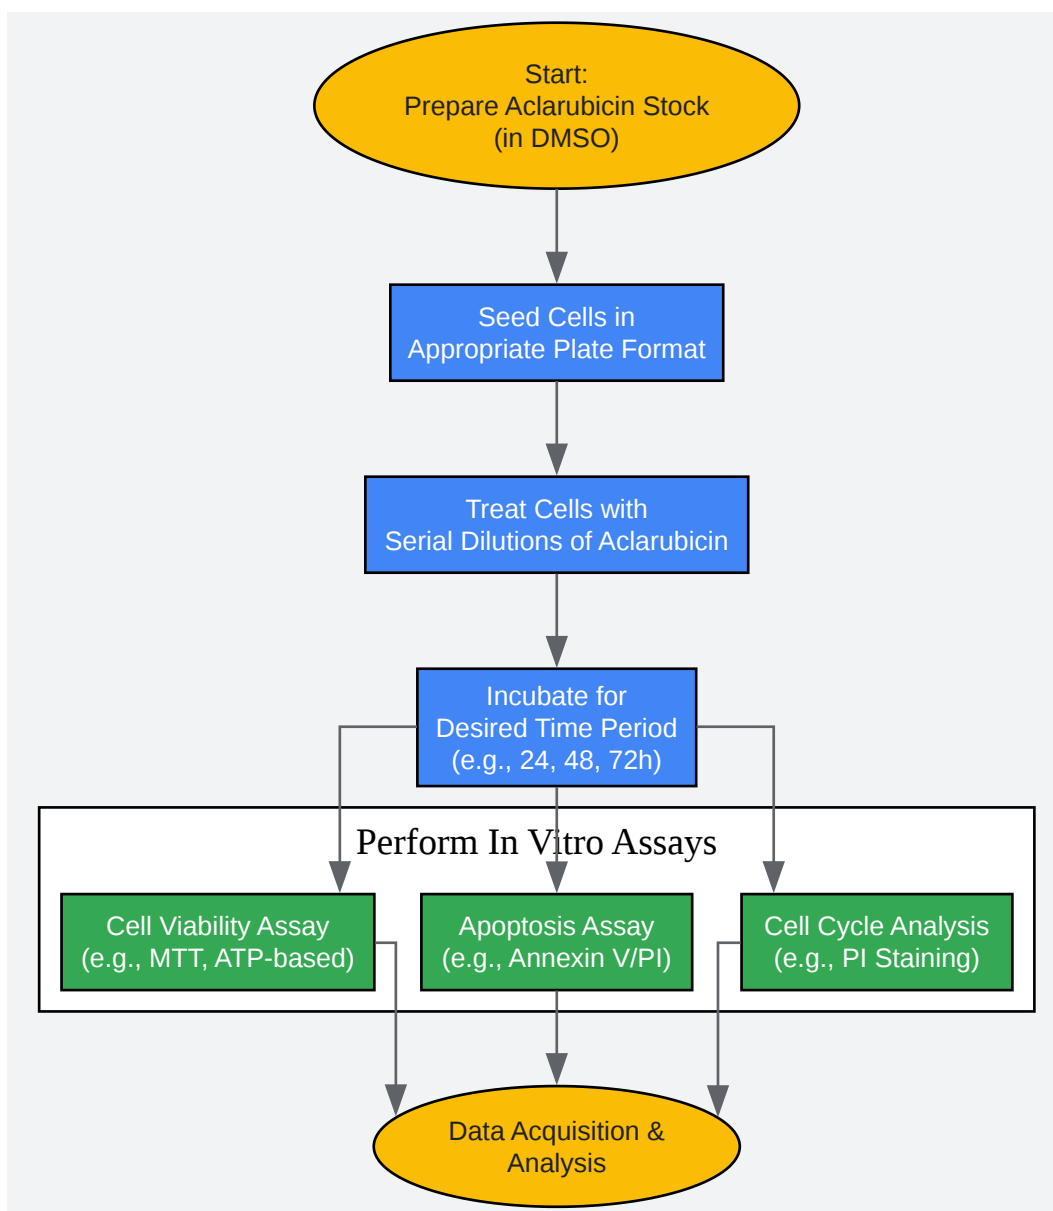 Start:
Prepare Aclarubicin Stock
(in DMSO)
Seed Cells in
Appropriate Plate Format
Treat Cells with
Serial Dilutions of Aclarubicin
Incubate for
Desired Time Period
(e.g., 24, 48, 72h)
Perform In Vitro Assays
Cell Viability Assay
(e.g., MTT, ATP-based)
Apoptosis Assay
(e.g., Annexin V/PI)
Cell Cycle Analysis
(e.g., PI Staining)
Data Acquisition &
Analysis